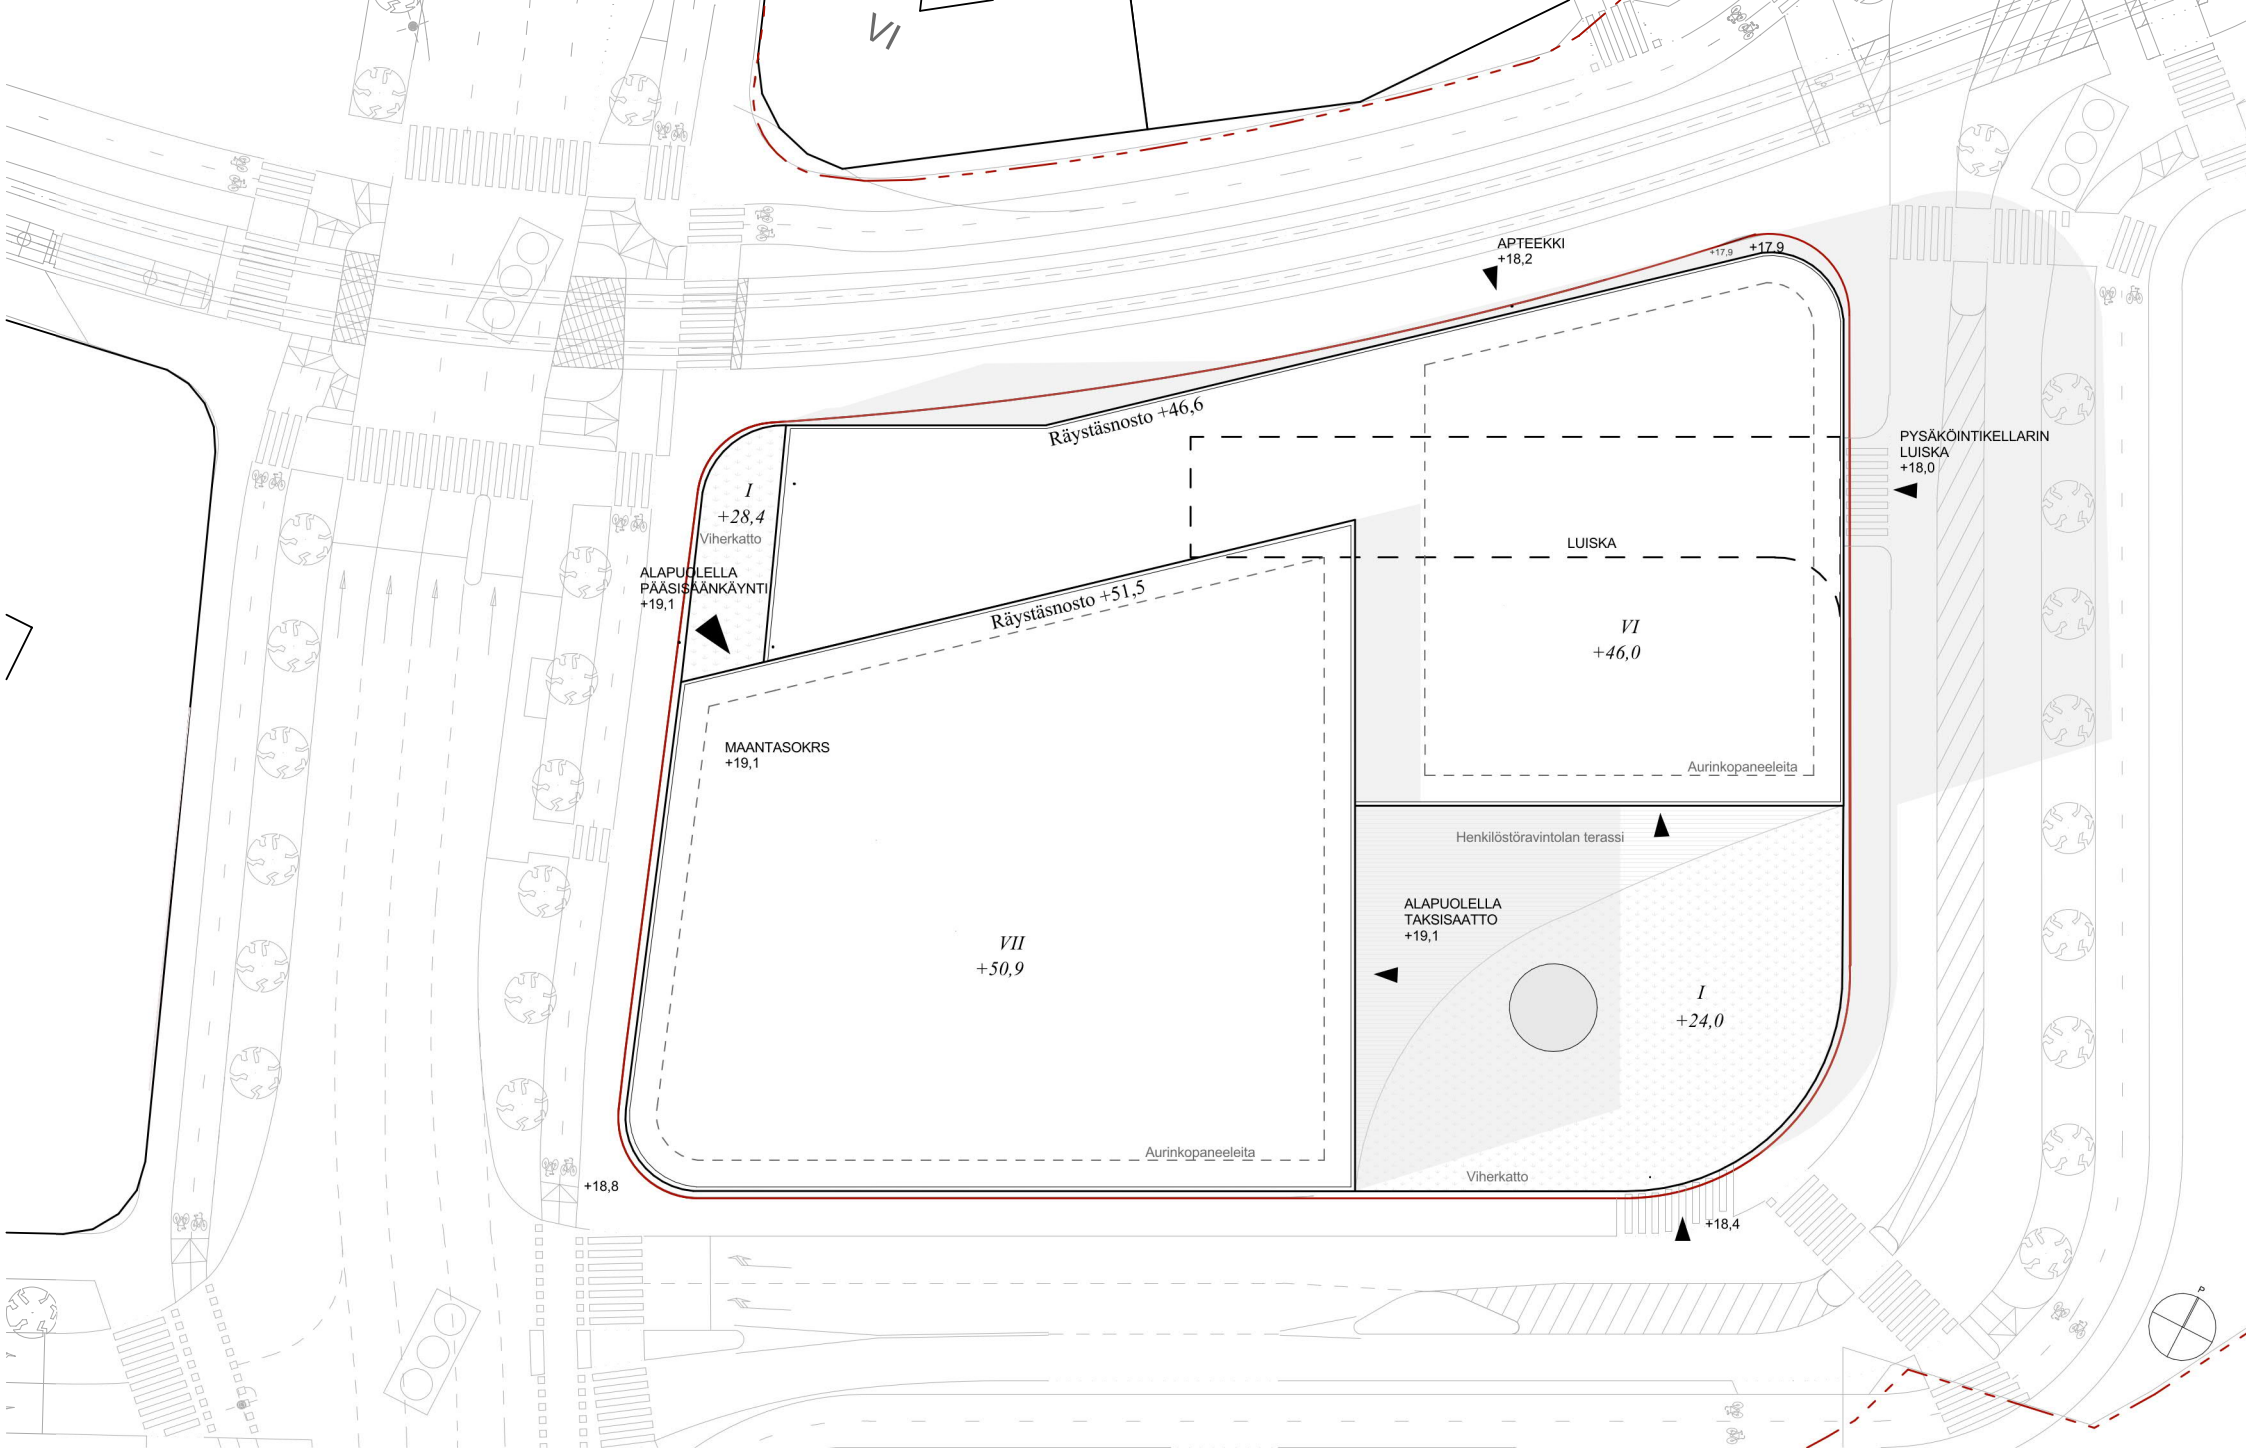 VI
APTEEKKI
+18,2
+17,9
+17,9
Räystäsnosto +46,6
PYSÄKÖINTIKELLARIN
LUISKA
+18,0
I
+28,4
Viherkatto
LUISKA
ALAPUOLELLA
PÄÄSISÄÄNKÄYNTI
+19,1
Räystäsnosto +51,5
VI
+46,0
MAANTASOKRS
+19,1
Aurinkopaneeleita
Henkilöstöravintolan terassi
ALAPUOLELLA
TAKSISAATTO
+19,1
VII
+50,9
I
+24,0
Aurinkopaneeleita
Viherkatto
+18,8
+18,4
P